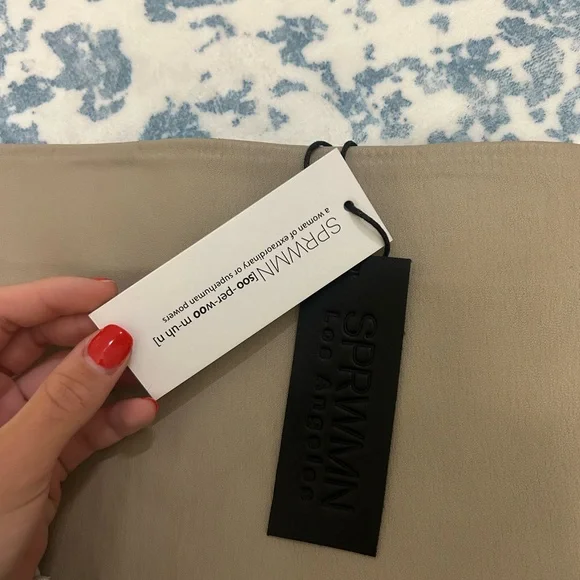 SPRWMN[soo-per-woo m-uh n]
a woman of extraordinary or superhuman powers
SPRWMN
Los Angeles